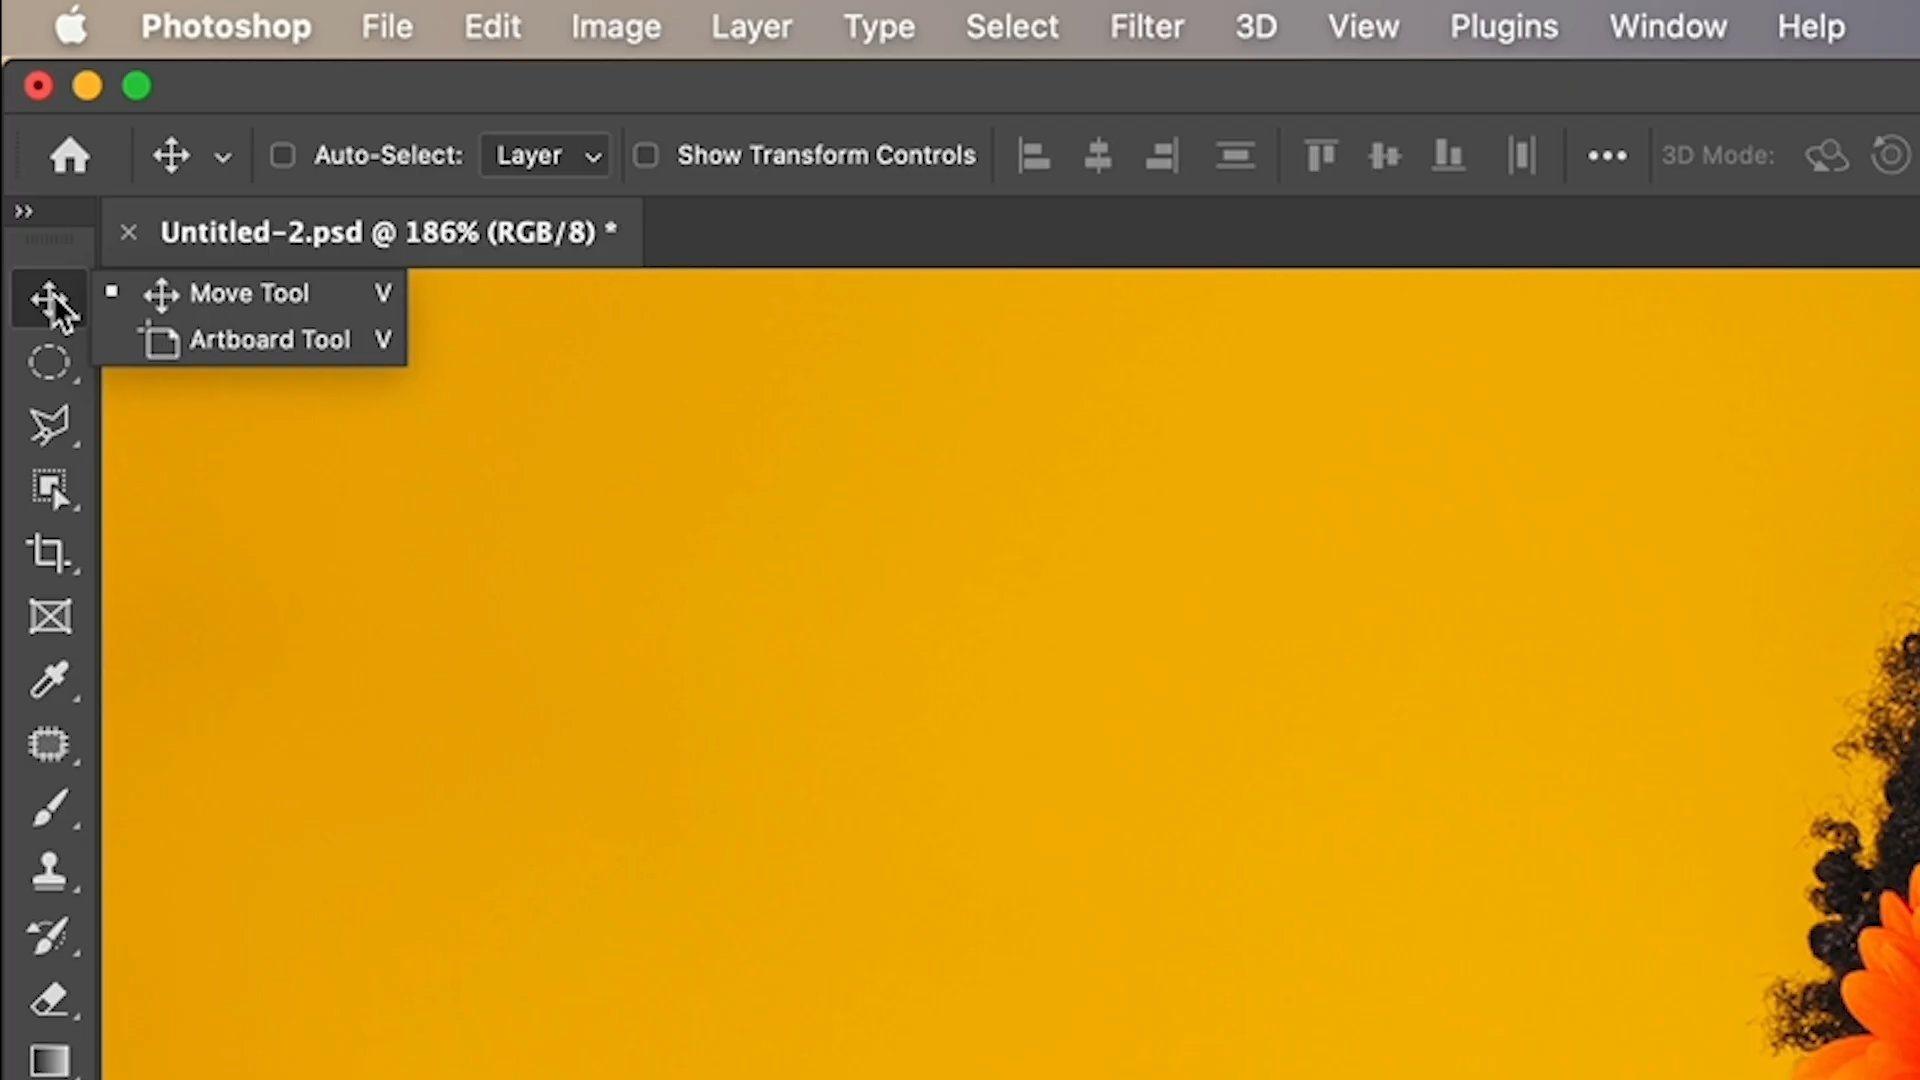 Photoshop File Edit Image Layer Type Select Filter 3D View Plugins Window Help
Auto-Select: Layer Show Transform Controls 3D Mode:
Untitled-2.psd @ 186% (RGB/8) *
Move Tool V
Artboard Tool V